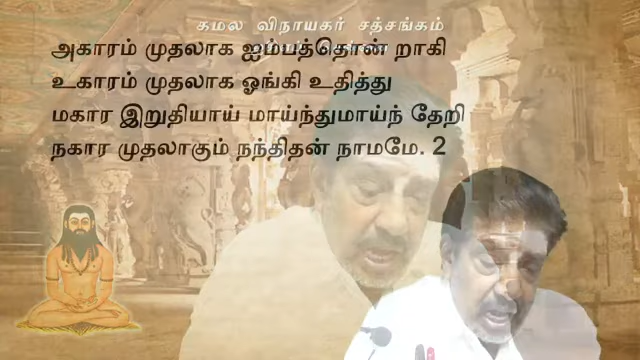 கமல விநாயகர் சத்சங்கம்
அகாரம் முதலாக ஐம்பத்தொண் றாகி
உகாரம் முதலாக ஓங்கி உதித்து
மகார இறுதியாய் மாய்ந்துமாய்ந் தேறி
நகார முதலாகும் நந்திதன் நாமமே. 2